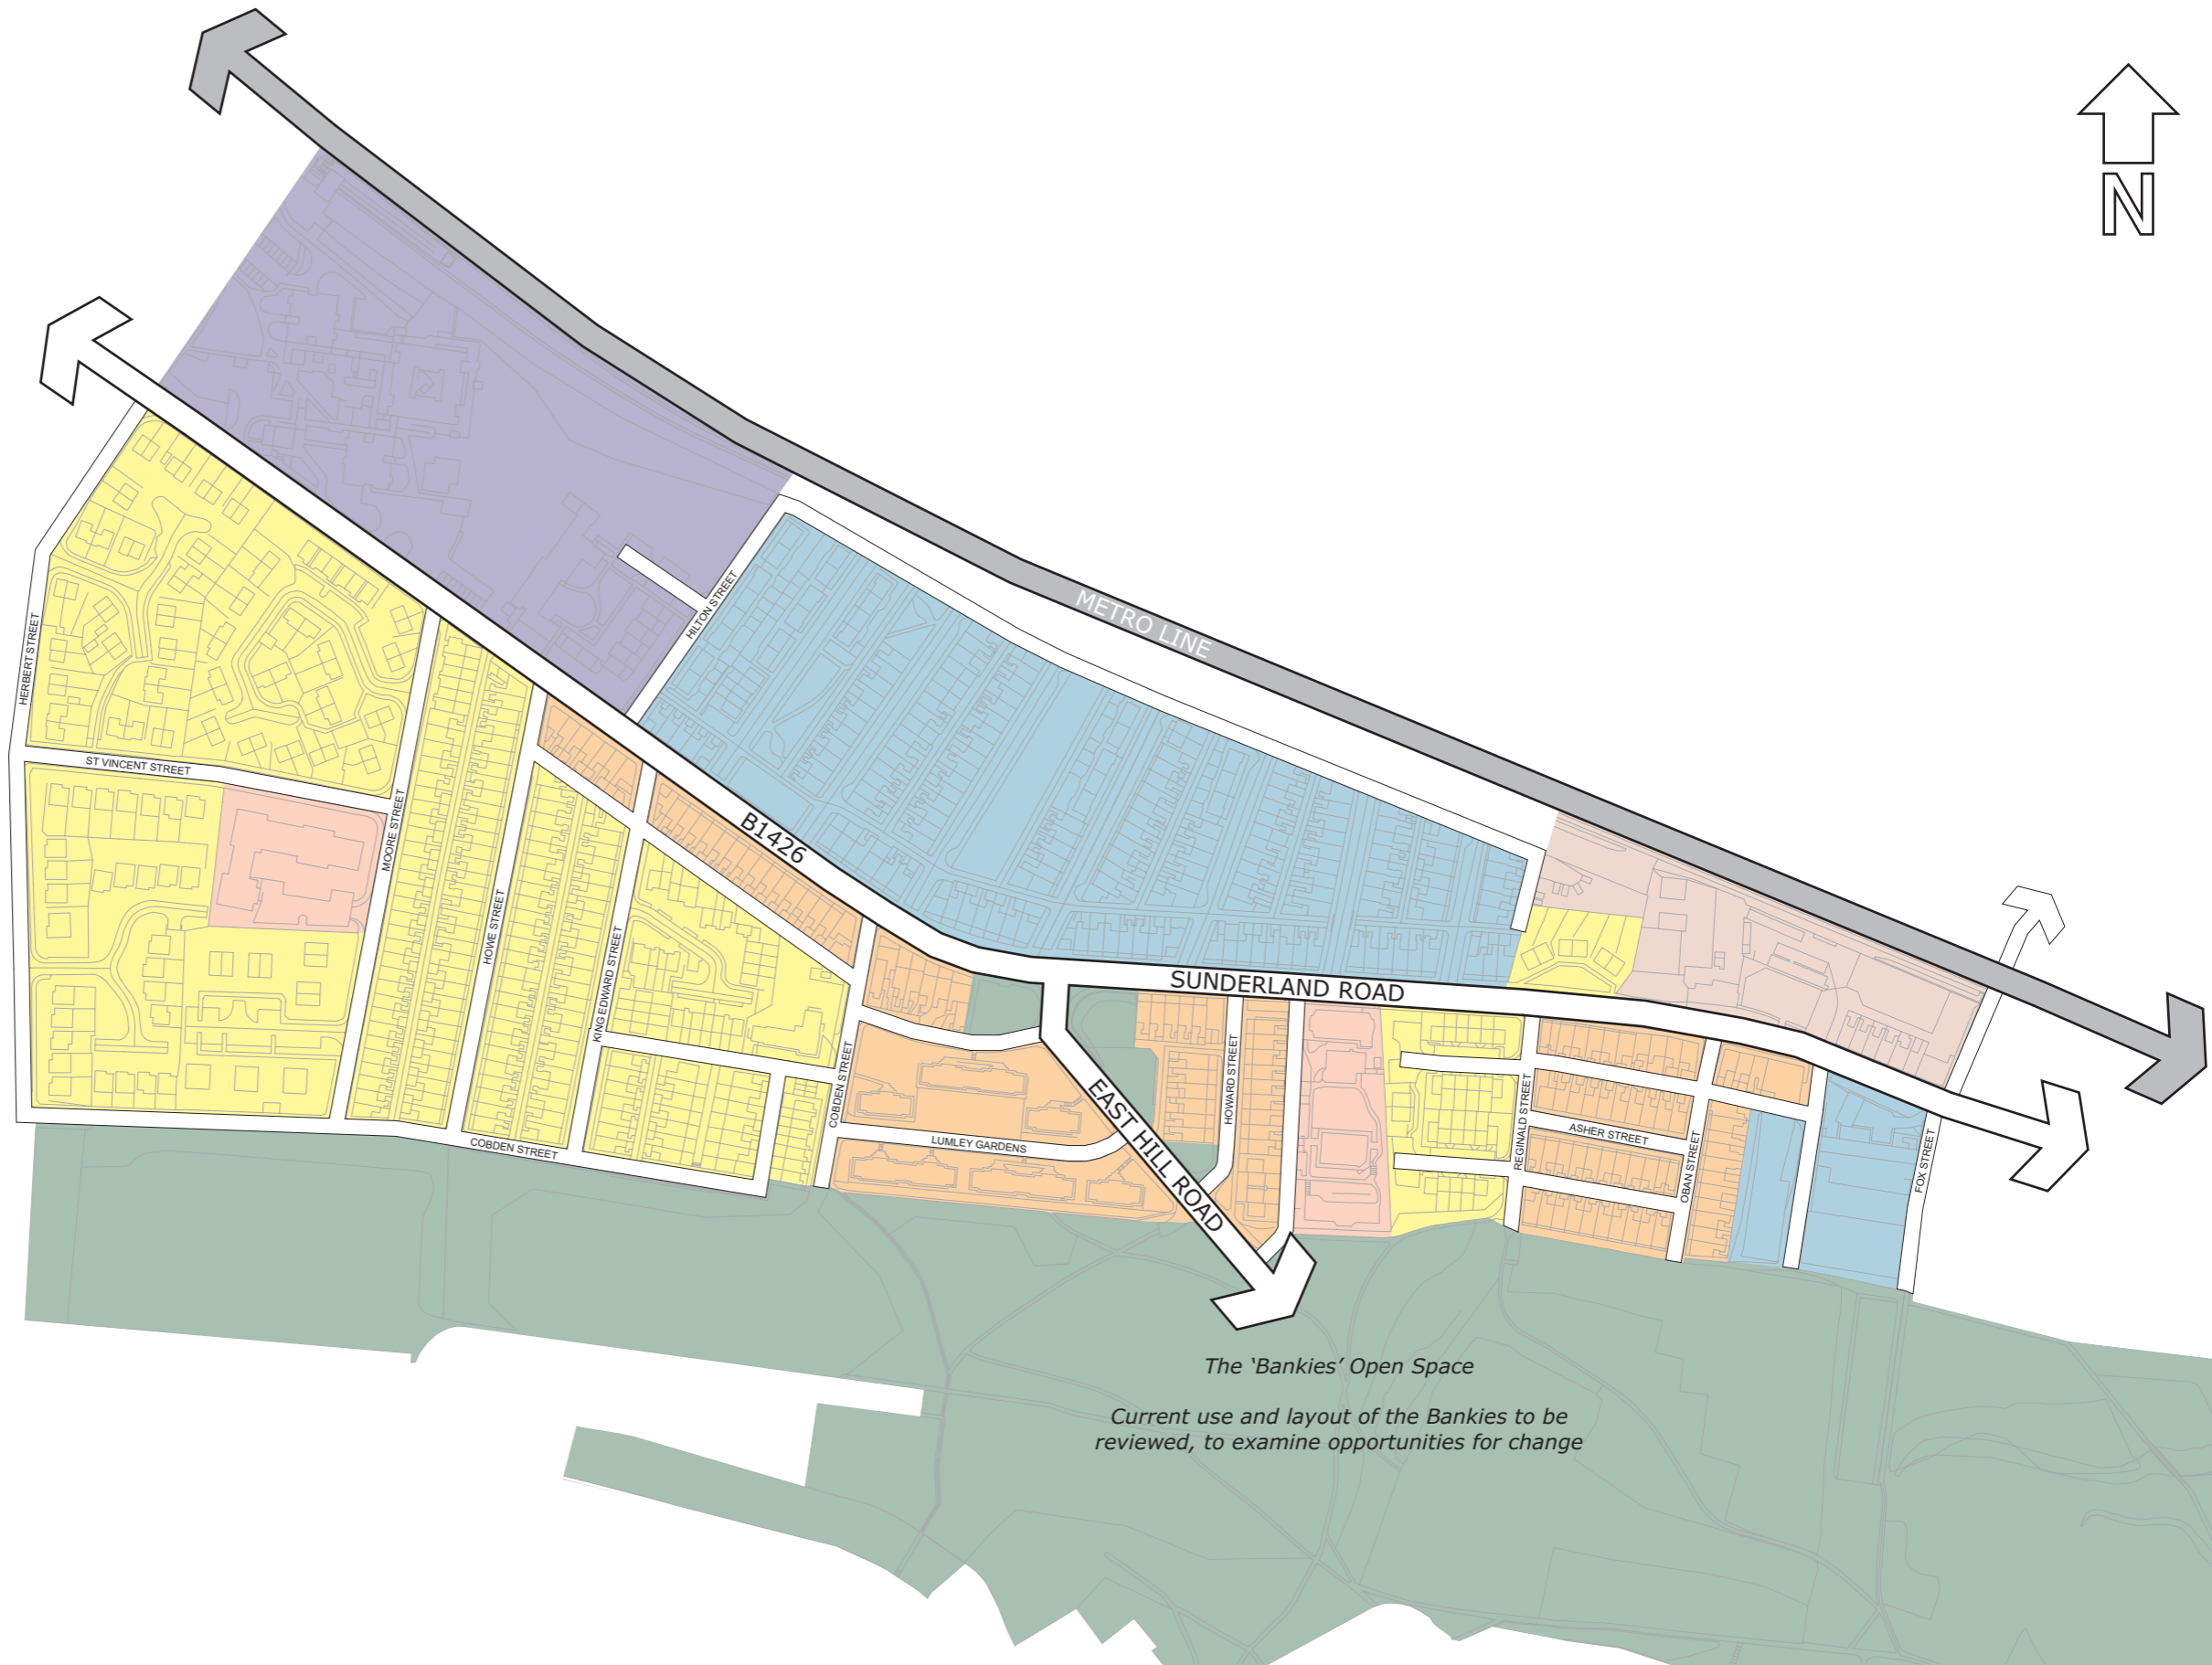 N
METRO LINE
HILTON STREET
HERBERT STREET
ST VINCENT STREET
MOORE STREET
B1426
HOWE STREET
KING EDWARD STREET
SUNDERLAND ROAD
COBDEN STREET
HOWARD STREET
EAST HILL ROAD
REGINALD STREET
ASHER STREET
OBAN STREET
FOX STREET
LUMLEY GARDENS
COBDEN STREET
The ‘Bankies’ Open Space
Current use and layout of the Bankies to be
reviewed, to examine opportunities for change